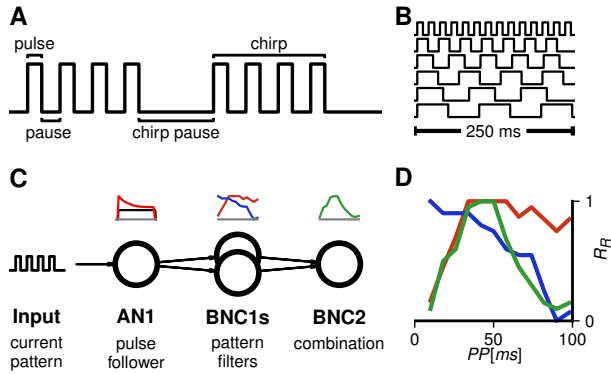 A
pulse
chirp
pause
chirp pause
B
250 ms
C
Input
AN1
BNC1s
BNC2
current
pattern
pulse
follower
pattern
filters
combination
D
1
R_R
0
0
50
100
PP[ms]